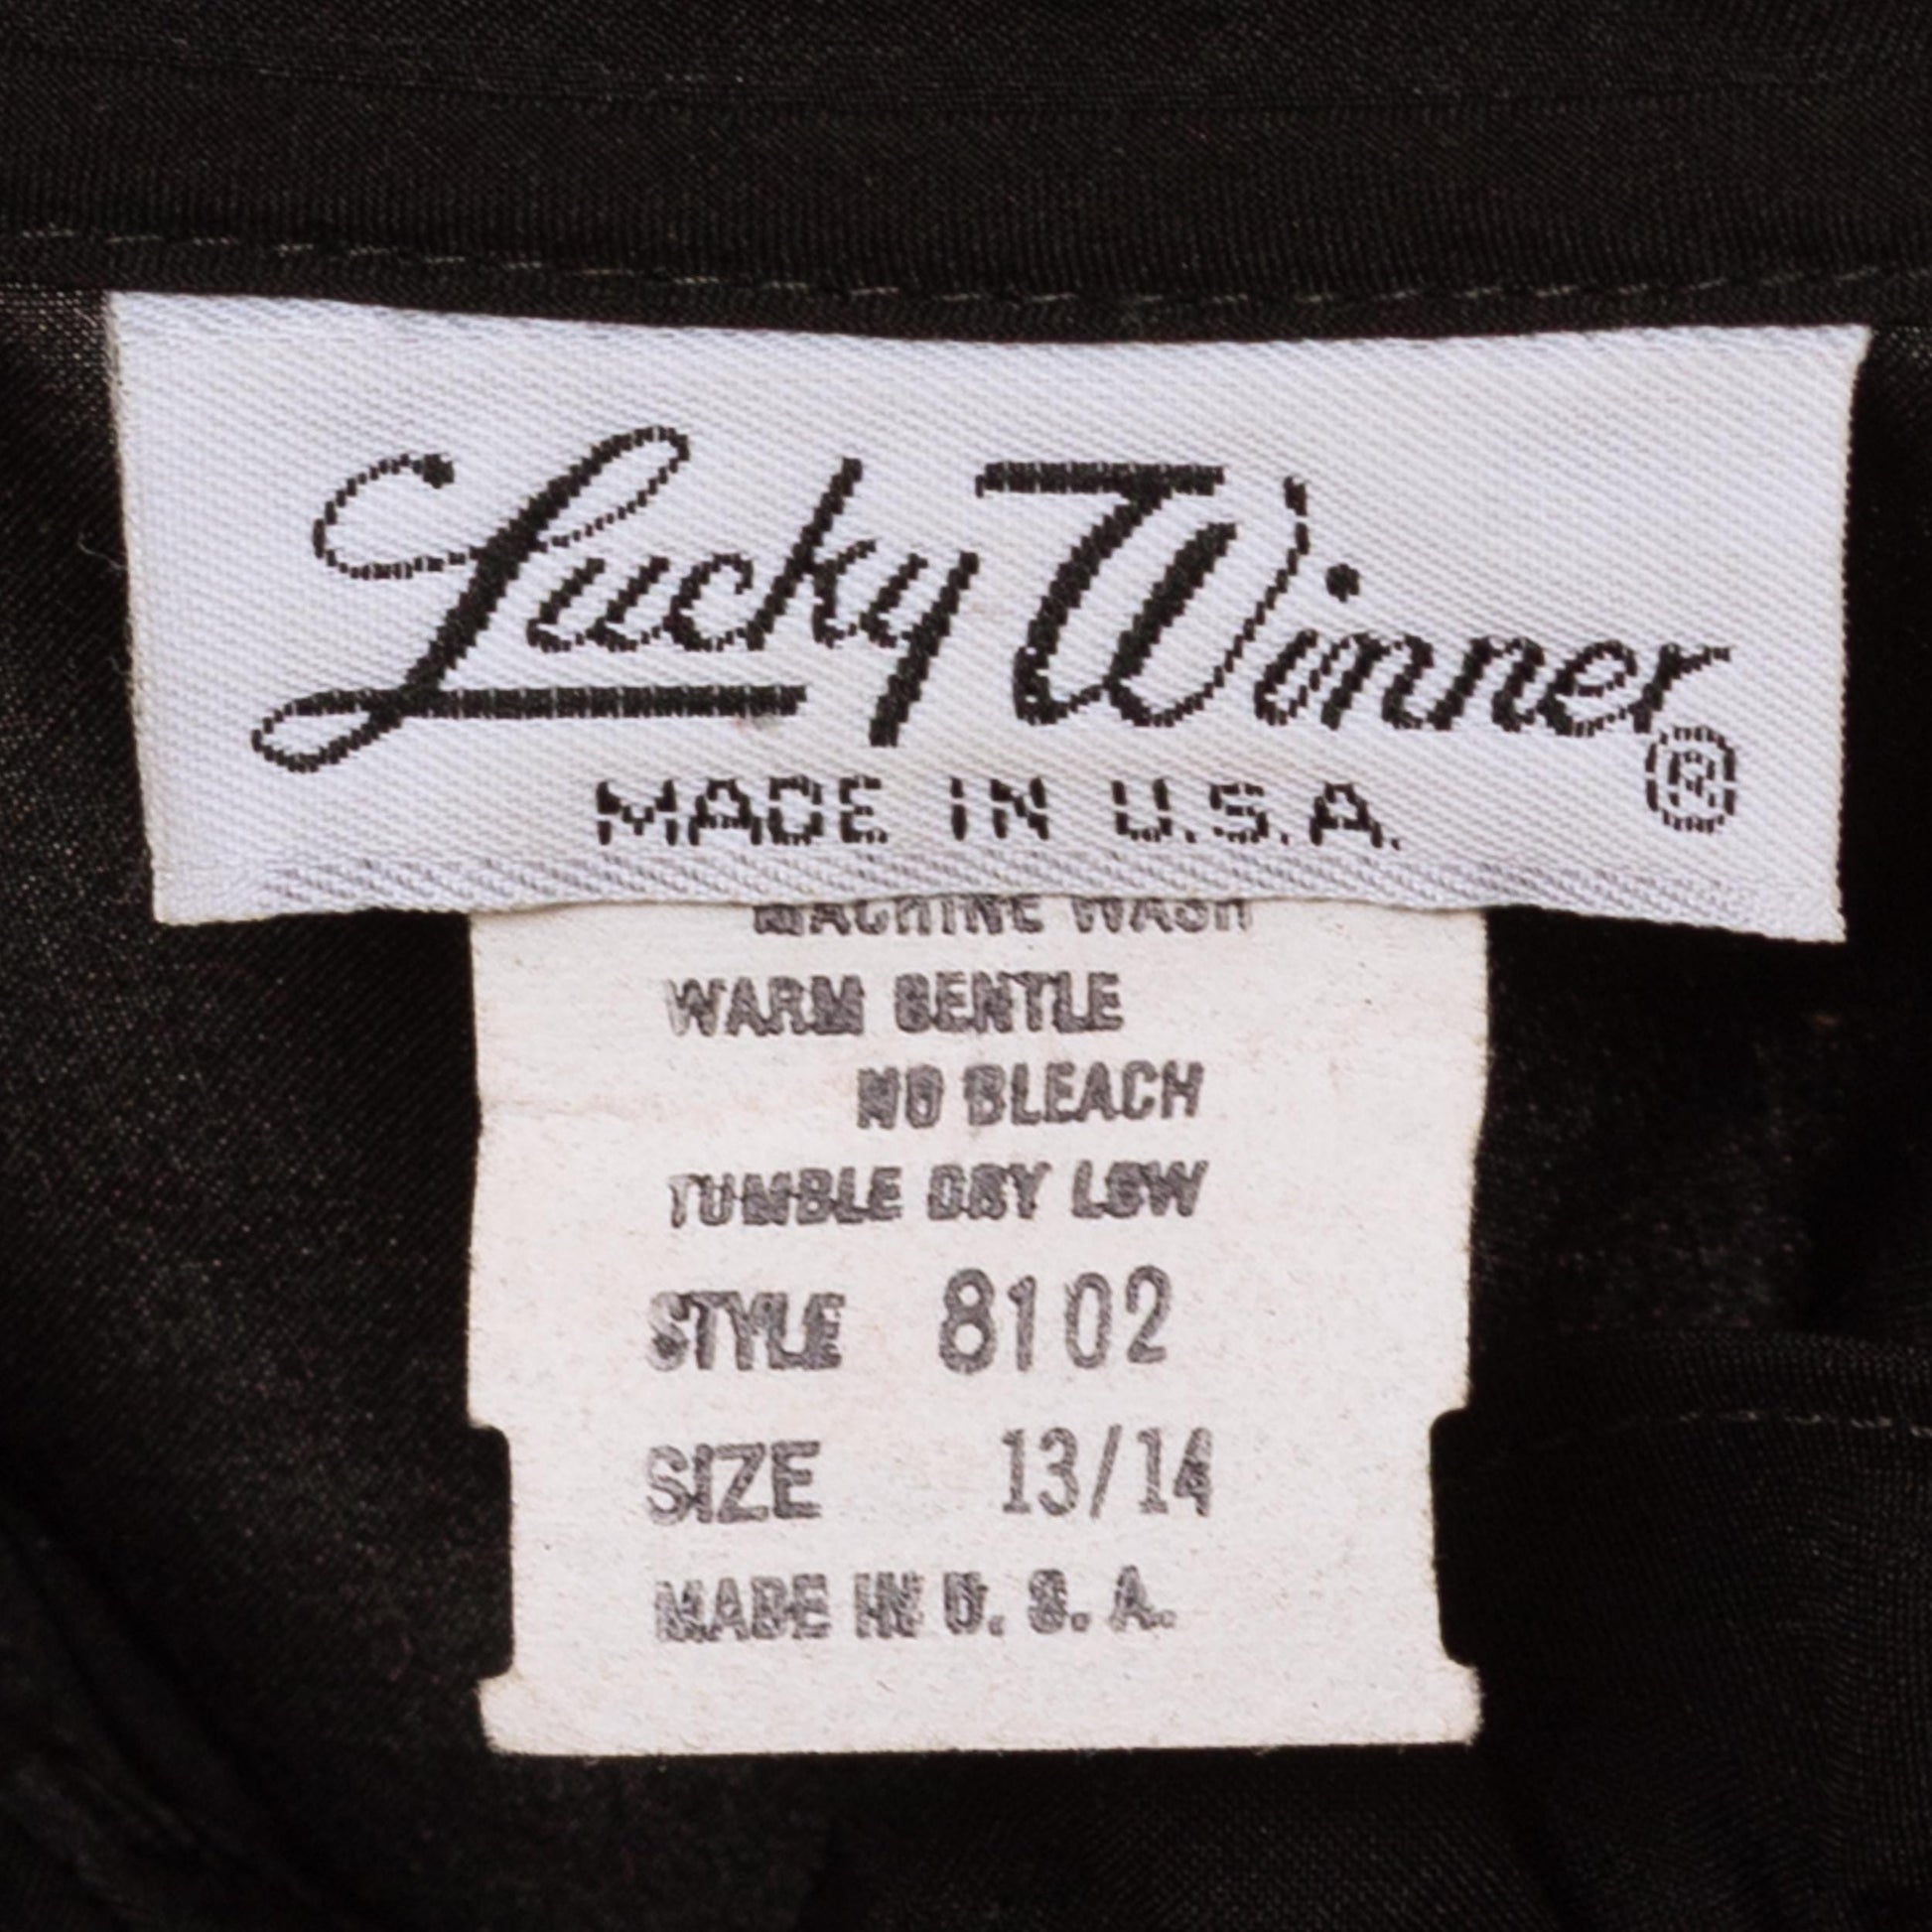 Lucky Winner ®
MADE IN U.S.A.
MACHINE WASH
WARM GENTLE
NO BLEACH
TUMBLE DRY LOW
STYLE 8102
SIZE 13/14
MADE IN U. S. A.